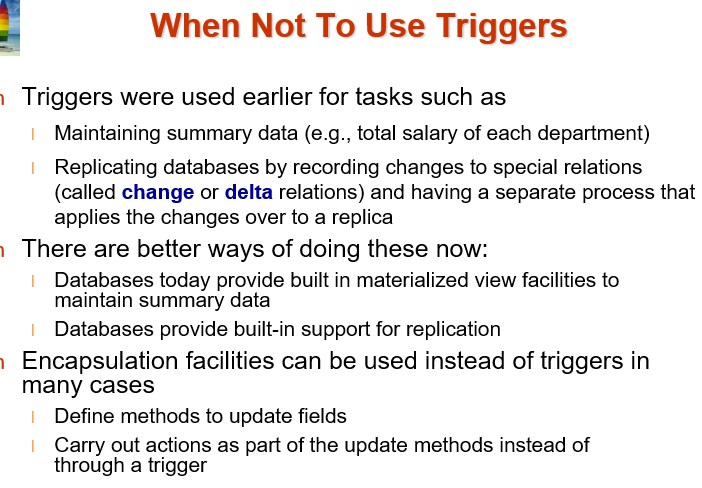 When Not To Use Triggers
Triggers were used earlier for tasks such as
Maintaining summary data (e.g., total salary of each department)
Replicating databases by recording changes to special relations
(called change or delta relations) and having a separate process that
applies the changes over to a replica
There are better ways of doing these now:
Databases today provide built in materialized view facilities to
maintain summary data
Databases provide built-in support for replication
Encapsulation facilities can be used instead of triggers in
many cases
Define methods to update fields
Carry out actions as part of the update methods instead of
through a trigger